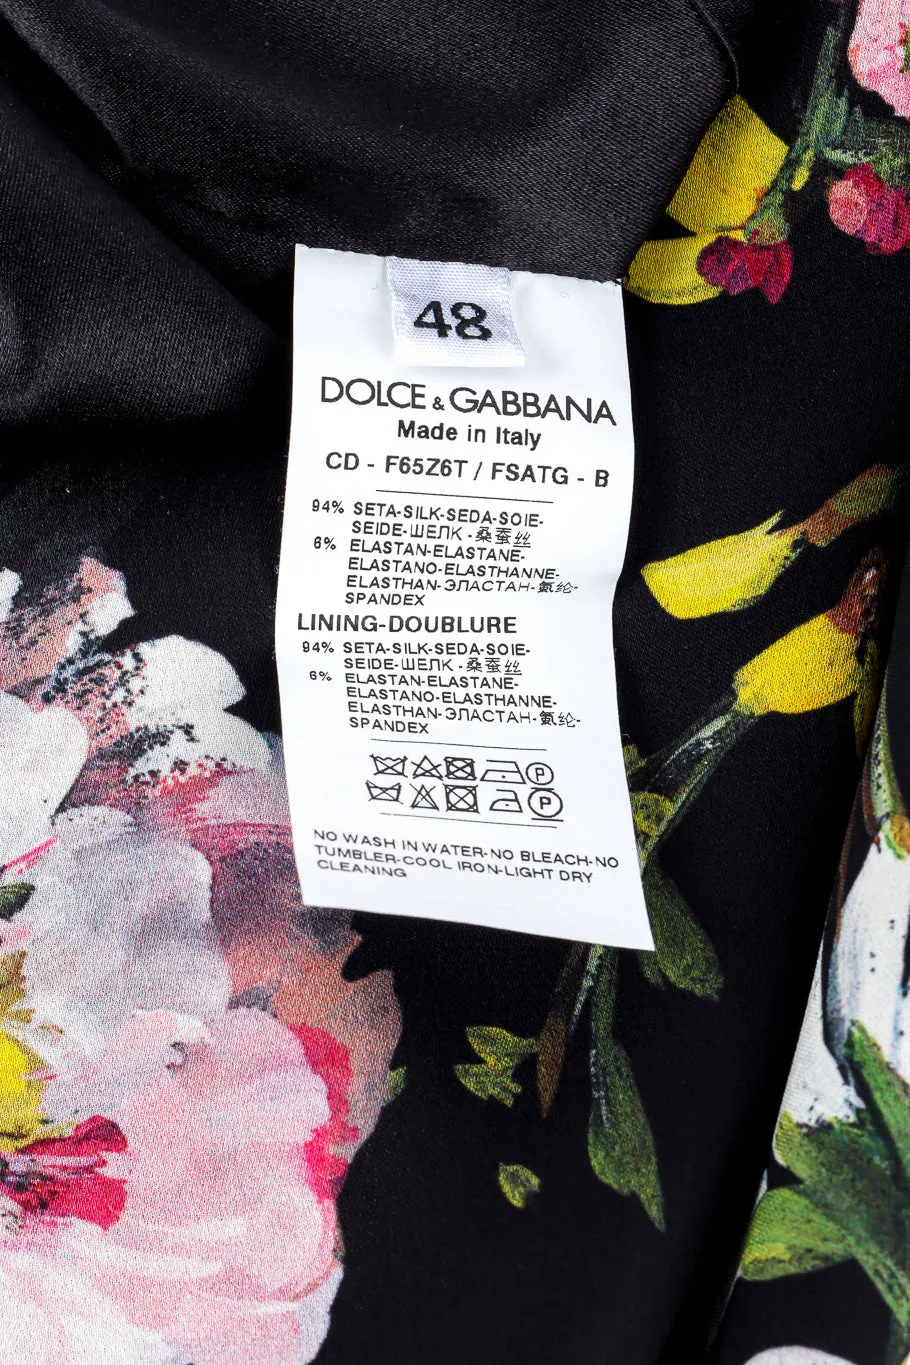 48
DOLCE & GABBANA
Made in Italy
CD - F65Z6T / FSATG - B
94% SETA-SILK-SEDA-SOIE-
SEIDE-ШЕЛК - 桑蚕丝
6% ELASTAN-ELASTANE-
ELASTANO-ELASTHANNE-
ELASTHAN-ЭЛАСТАН-氨纶-
SPANDEX
LINING-DOUBLURE
94% SETA-SILK-SEDA-SOIE-
SEIDE-ШЕЛК - 桑蚕丝
6% ELASTAN-ELASTANE-
ELASTANO-ELASTHANNE-
ELASTHAN-ЭЛАСТАН-氨纶-
SPANDEX
P
P
NO WASH IN WATER-NO BLEACH-NO
TUMBLER-COOL IRON-LIGHT DRY
CLEANING